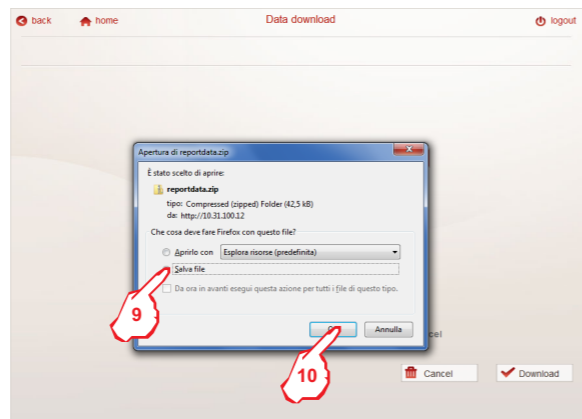 back home Data download logout
Apertura di reportdata.zip
È stato scelto di aprire:
reportdata.zip
tipo: Compressed (zipped) Folder (42,5 kB)
da: http://10.31.100.12
Che cosa deve fare Firefox con questo file?
Aprirlo con Esplora risorse (predefinita)
Salva file
Da ora in avanti esegui questa azione per tutti i file di questo tipo.
9
Annulla
10
Cancel Download